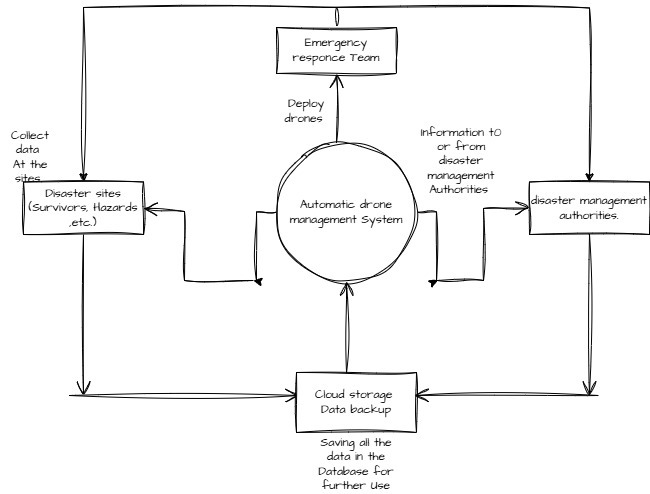 Emergency
responce Team
Deploy
drones
Collect
data
At the
sites
Information tO
or from
disaster
management
Authorities
Disaster sites
(Survivors, Hazards
,etc.)
Automatic drone
management System
disaster management
authorities.
Cloud storage
Data backup
Saving all the
data in the
Database for
further Use